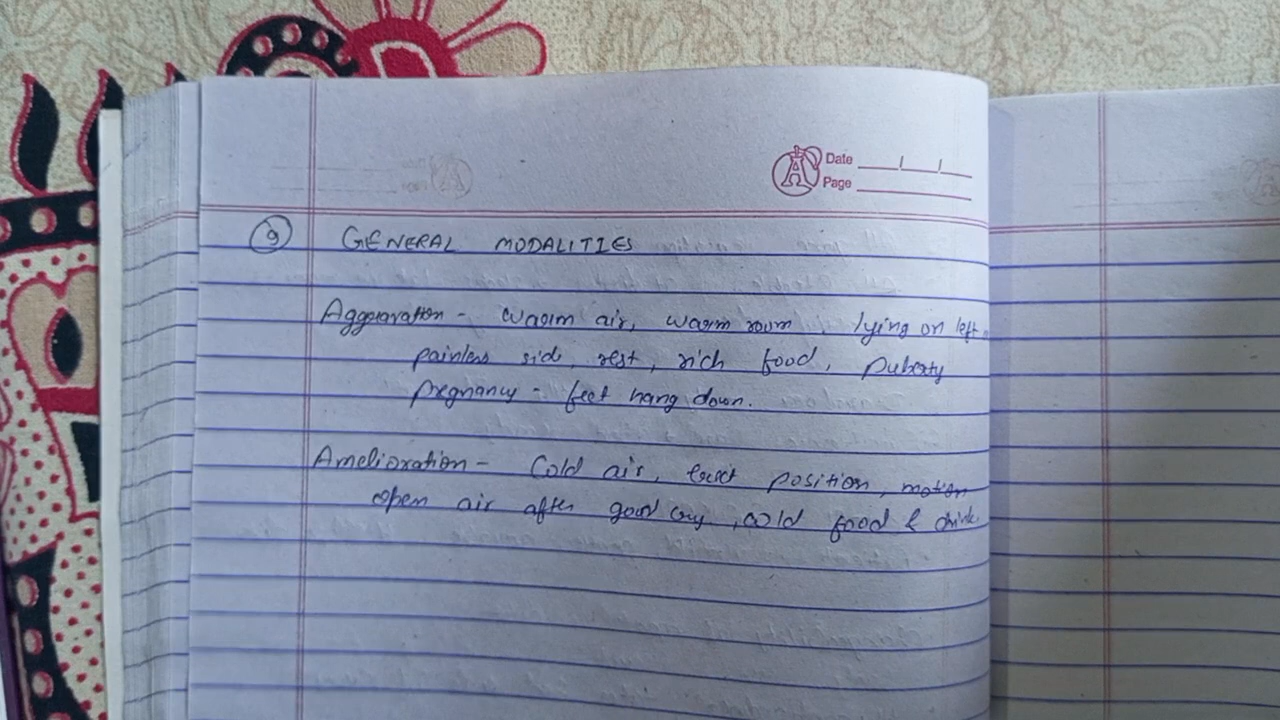 Date
Page
9 GENERAL MODALITIES
Aggravation - warm air, warm room, lying on left
painless side, rest, rich food, puberty
pregnancy - feet hang down.
Amelioration - Cold air, Erect position, motion
open air after good cry, cold food & drink